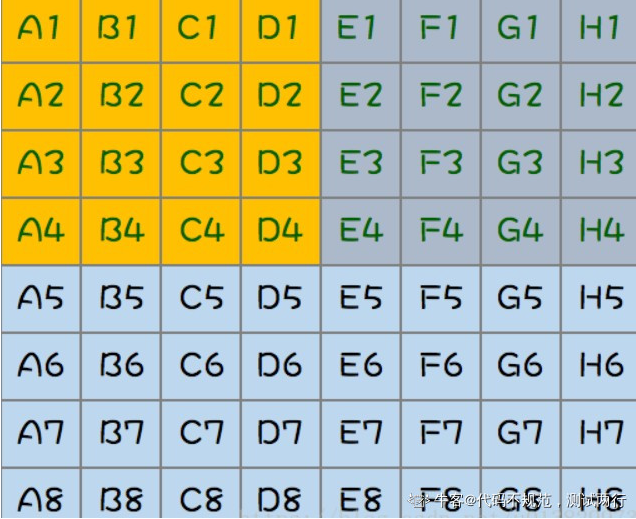 A1 B1 C1 D1 E1 F1 G1 H1
A2 B2 C2 D2 E2 F2 G2 H2
A3 B3 C3 D3 E3 F3 G3 H3
A4 B4 C4 D4 E4 F4 G4 H4
A5 B5 C5 D5 E5 F5 G5 H5
A6 B6 C6 D6 E6 F6 G6 H6
A7 B7 C7 D7 E7 F7 G7 H7
A8 B8 C8 D8 E8 F8 G8 H8
牛客@代码不规范，测试两行